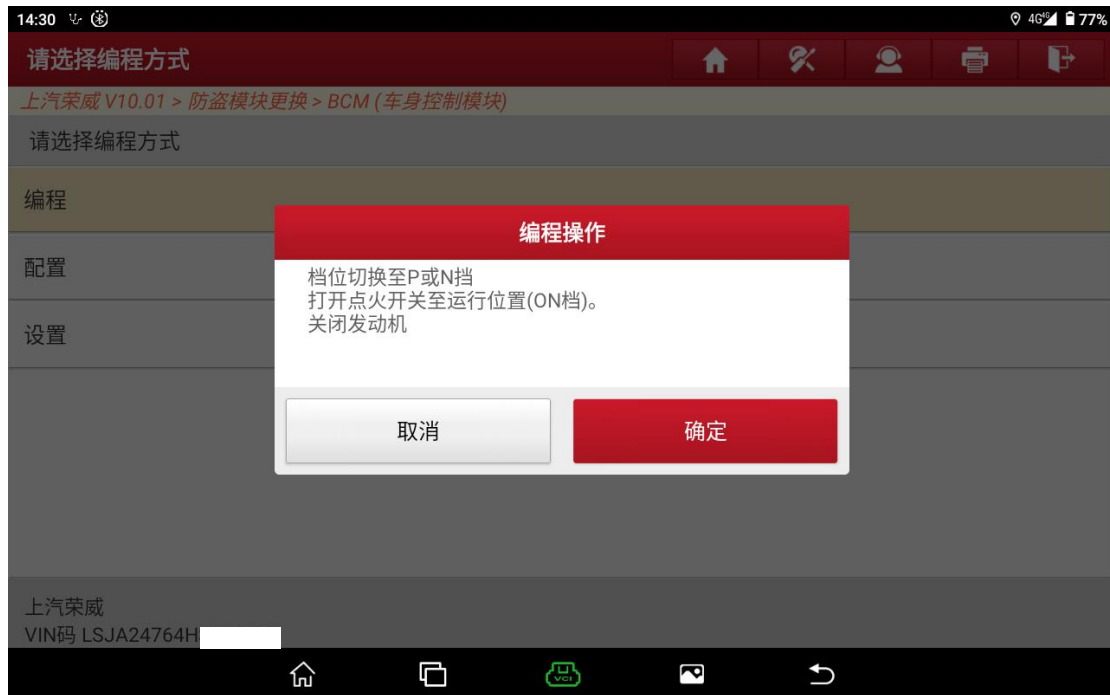 14:30
4G 4G 77%
请选择编程方式
上汽荣威 V10.01 > 防盗模块更换 > BCM (车身控制模块)
请选择编程方式
编程
编程操作
配置
档位切换至P或N挡
打开点火开关至运行位置(ON档)。
设置
关闭发动机
取消
确定
上汽荣威
VIN码 LSJA24764H
VCI